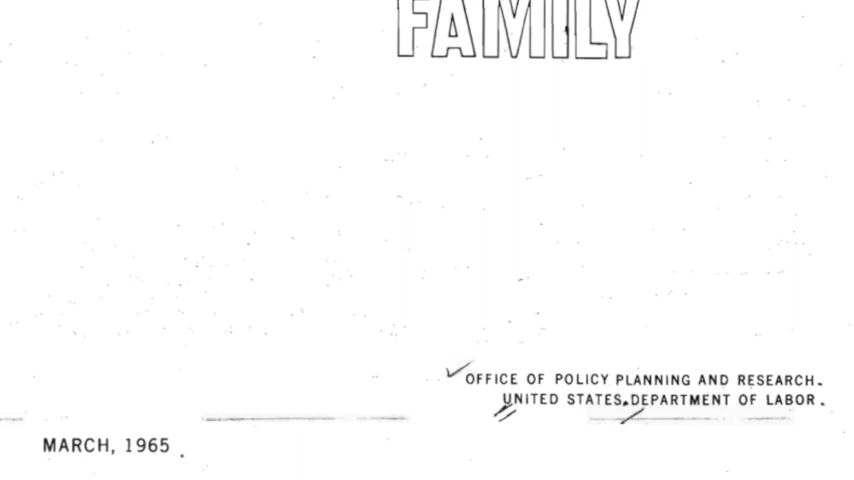 FAMILY
OFFICE OF POLICY PLANNING AND RESEARCH.
UNITED STATES DEPARTMENT OF LABOR.
MARCH, 1965